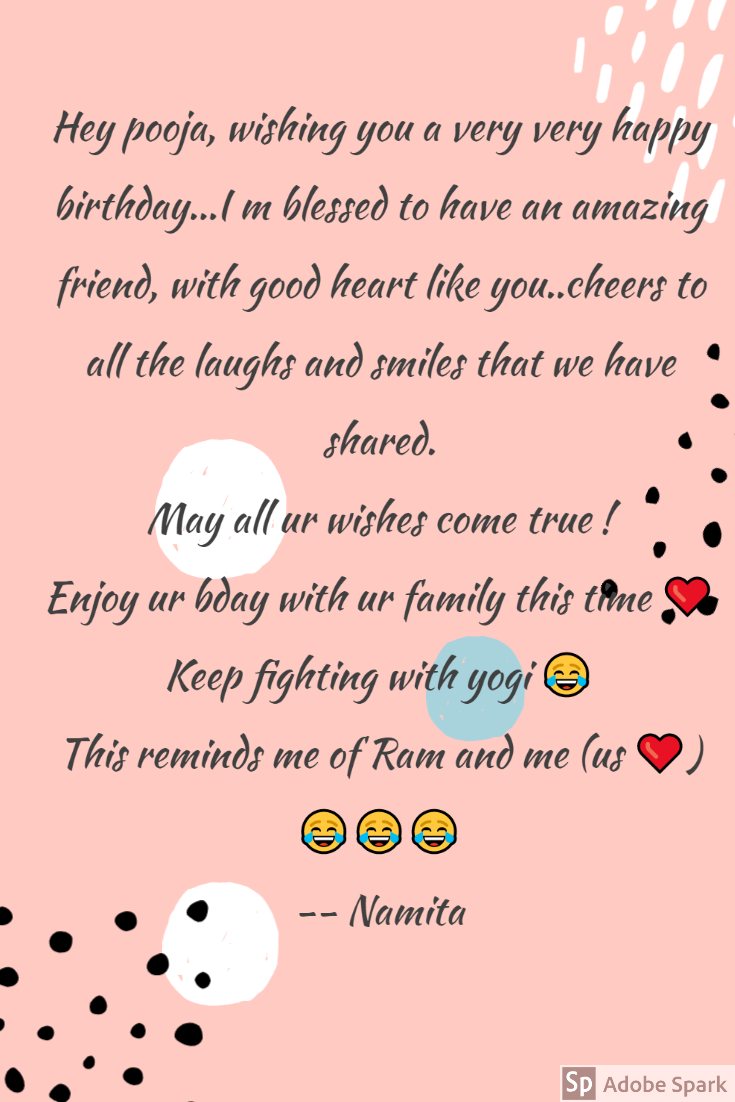 Hey pooja, wishing you a very very happy
birthday...I m blessed to have an amazing
friend, with good heart like you..cheers to
all the laughs and smiles that we have
shared.
May all ur wishes come true !
Enjoy ur bday with ur family this time ❤️
Keep fighting with yogi 😂
This reminds me of Ram and me (us ❤️ )
😂😂😂
-- Namita
Sp Adobe Spark